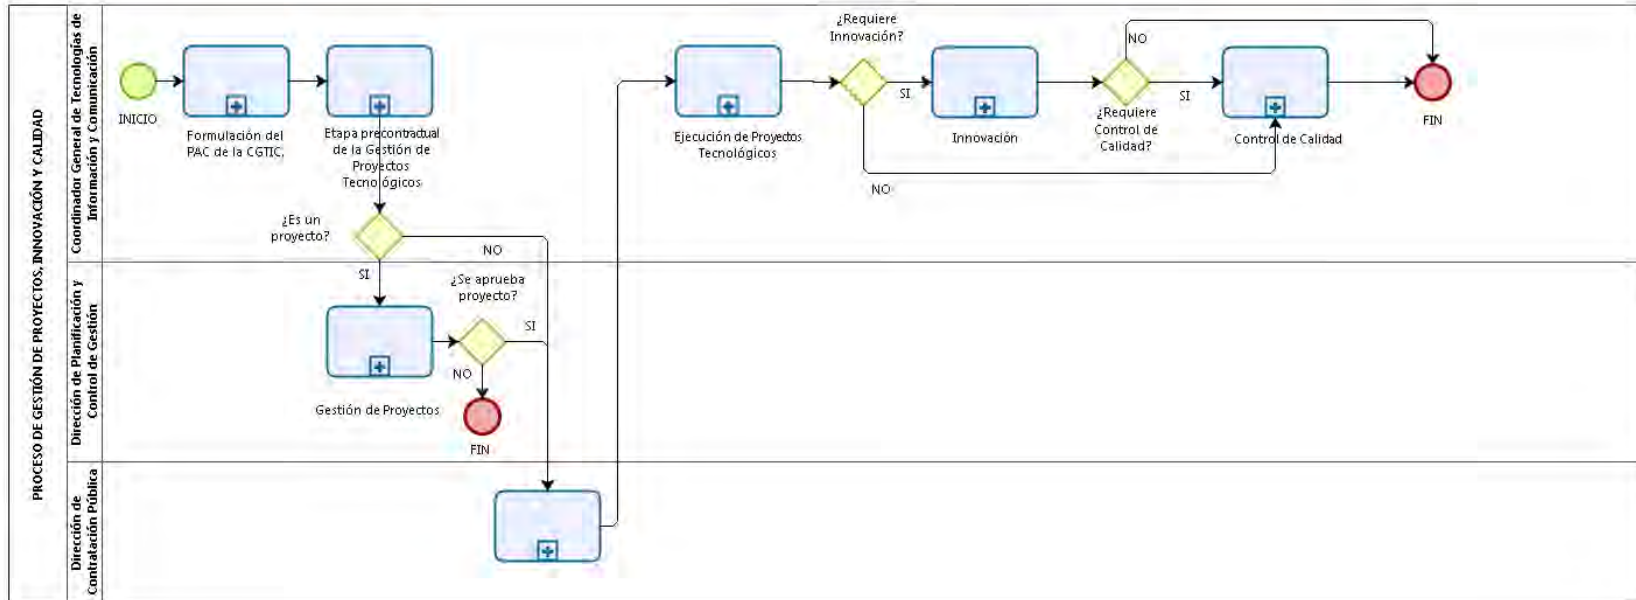 PROCESO DE GESTIÓN DE PROYECTOS, INNOVACIÓN Y CALIDAD
Coordinador General de Tecnologías de
Información y Comunicación
INICIO
Formulación del
PAC de la CGTIC.
Etapa precontractual
de la Gestión de
Proyectos
Tecnológicos
¿Es un
proyecto?
NO
SI
Ejecución de Proyectos
Tecnológicos
¿Requiere
Innovación?
SI
NO
Innovación
NO
¿Requiere
Control de
Calidad?
SI
Control de Calidad
FIN
Dirección de Planificación y
Control de Gestión
Gestión de Proyectos
¿Se aprueba
proyecto?
SI
NO
FIN
Dirección de
Contratación Pública